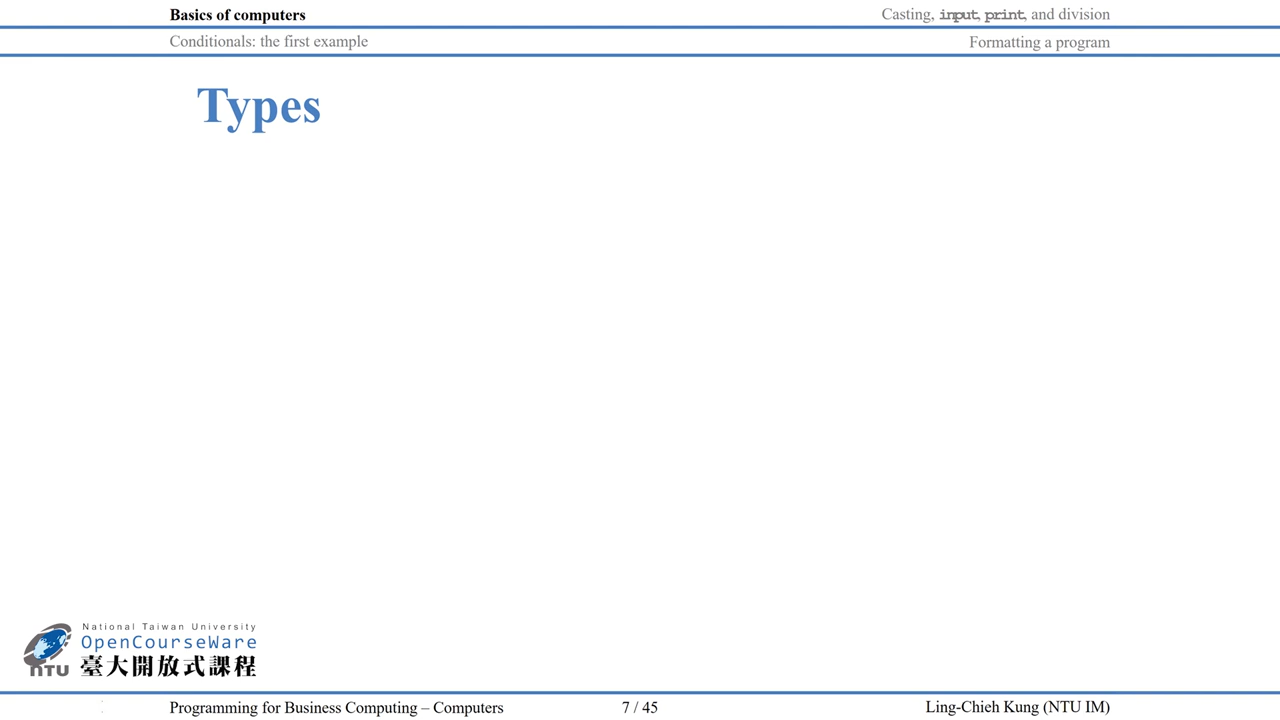 Basics of computers
Casting, input, print, and division
Conditionals: the first example
Formatting a program
Types
National Taiwan University
OpenCourseWare
NTU
臺大開放式課程
Programming for Business Computing – Computers
7 / 45
Ling-Chieh Kung (NTU IM)